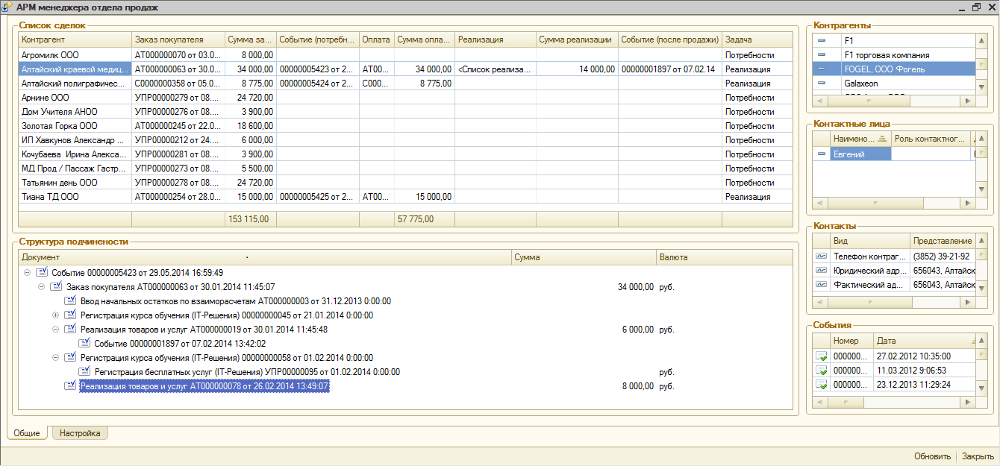 АРМ менеджера отдела продаж
Список сделок
Контрагент Заказ покупателя Сумма за... Событие (потребн... Оплата Сумма опла... Реализация Сумма реализации Событие (после продажи) Задача
Агромилк ООО АТ000000070 от 03.0... 8 000,00 Потребности
Алтайский краевой медиц... АТ000000063 от 30.0... 34 000,00 00000005423 от 2... АТ00... 34 000,00 <Список реализа... 14 000,00 00000001897 от 07.02.14 Реализация
Алтайский полиграфичес... С0000000358 от 05.0... 8 775,00 00000005424 от 2... С000... 8 775,00 Реализация
Арнине ООО УПР00000279 от 08.... 24 720,00 Потребности
Дом Учителя АНОО УПР00000276 от 08.... 3 900,00 Потребности
Золотая Горка ООО АТ000000245 от 22.0... 18 600,00 Потребности
ИП Хавкунов Александр ... УПР00000212 от 24.... 6 000,00 Потребности
Кочубаева Ирина Алекса... УПР00000281 от 08.... 3 900,00 Потребности
МД Прод / Пассаж Гастр... УПР00000273 от 08.... 5 500,00 Потребности
Татьянин день ООО УПР00000278 от 08.... 24 720,00 Потребности
Тиана ТД ООО АТ000000254 от 28.0... 15 000,00 00000005425 от 2... АТ00... 15 000,00 Реализация
153 115,00 57 775,00
Структура подчинености
Документ Сумма Валюта
Событие 00000005423 от 29.05.2014 16:59:49
Заказ покупателя АТ000000063 от 30.01.2014 11:45:07 34 000,00 руб.
Ввод начальных остатков по взаиморасчетам АТ000000003 от 31.12.2013 0:00:00
Регистрация курса обучения (IT-Решения) 00000000045 от 21.01.2014 0:00:00
Реализация товаров и услуг АТ000000019 от 30.01.2014 11:45:48 6 000,00 руб.
Событие 00000001897 от 07.02.2014 13:42:02
Регистрация курса обучения (IT-Решения) 00000000058 от 01.02.2014 0:00:00
Регистрация бесплатных услуг (IT-Решения) УПР00000095 от 01.02.2014 0:00:00 руб.
Реализация товаров и услуг АТ000000078 от 26.02.2014 13:49:07 8 000,00 руб.
Общие Настройка
Контрагенты
F1
F1 торговая компания
FOGEL, ООО Фогель
Galaxeon
Контактные лица
Наимено... Роль контактног...
Евгений
Контакты
Вид Представление
Телефон контраг... (3852) 39-21-92
Юридический адр... 656043, Алтайск
Фактический ад... 656043, Алтайск
События
Номер Дата
000000... 27.02.2012 10:35:00
000000... 11.03.2012 9:06:53
000000... 23.12.2013 11:29:24
Обновить Закрыть